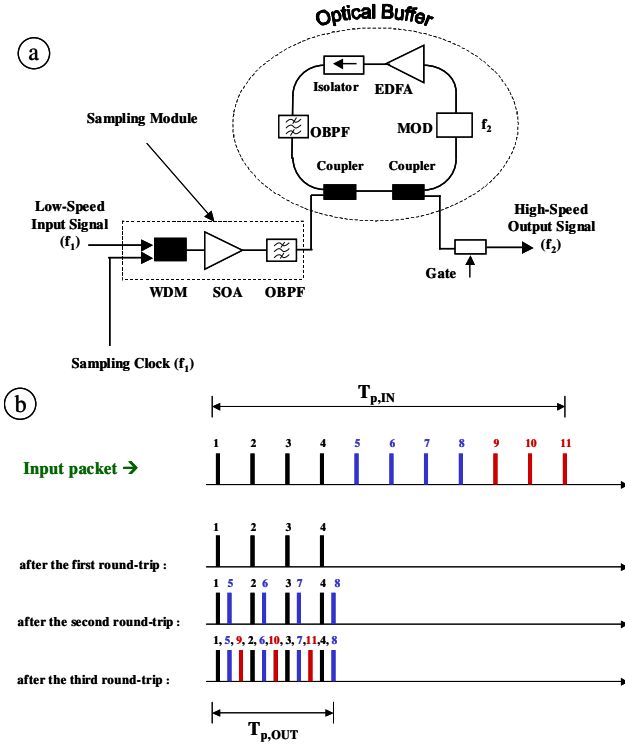 Optical Buffer
a
Isolator
EDFA
OBPF
MOD
f2
Sampling Module
Coupler
Coupler
Low-Speed
Input Signal
(f1)
High-Speed
Output Signal
(f2)
Gate
WDM
SOA
OBPF
Sampling Clock (f1)
b
Tp,IN
1 2 3 4 5 6 7 8 9 10 11
Input packet →
1 2 3 4
after the first round-trip :
1 5 2 6 3 7 4 8
after the second round-trip :
1, 5, 9, 2, 6, 10, 3, 7, 11, 4, 8
after the third round-trip :
Tp,OUT